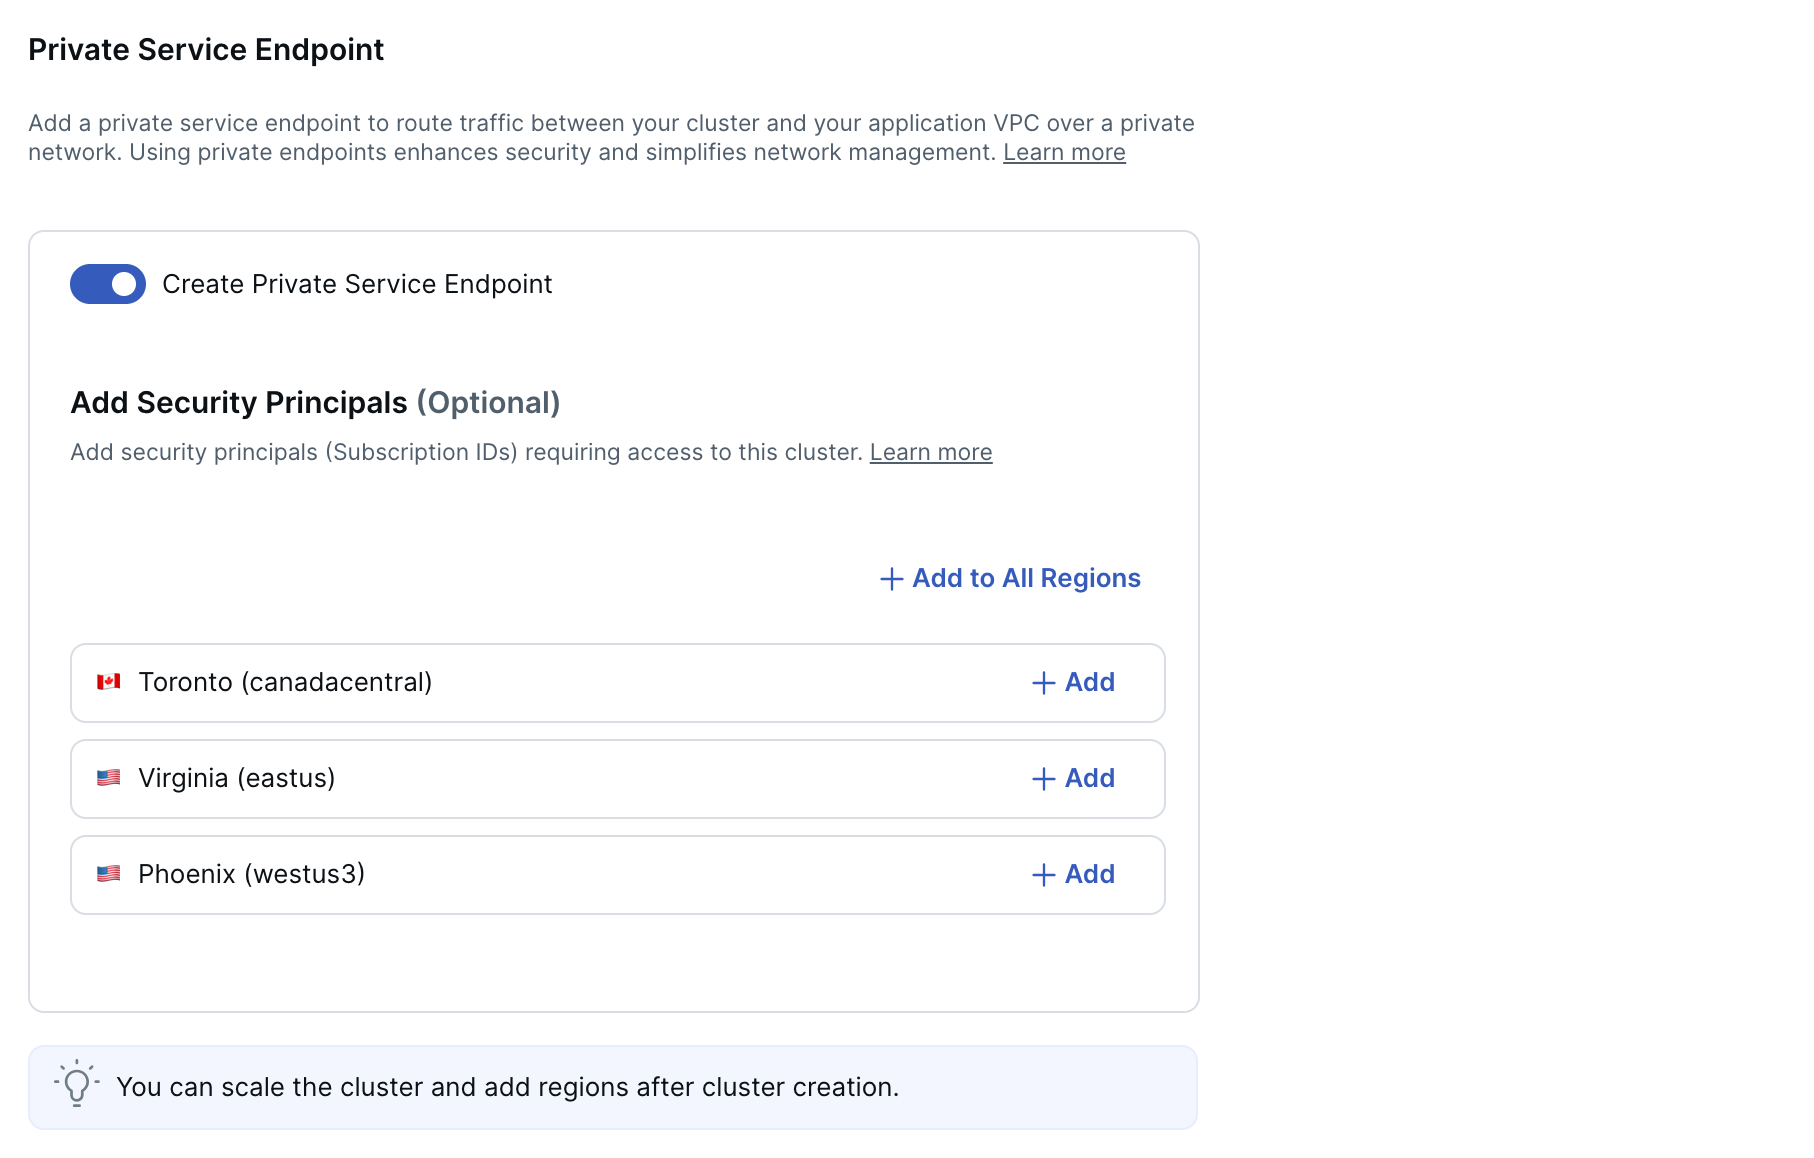 Private Service Endpoint
Add a private service endpoint to route traffic between your cluster and your application VPC over a private
network. Using private endpoints enhances security and simplifies network management. Learn more
Create Private Service Endpoint
Add Security Principals (Optional)
Add security principals (Subscription IDs) requiring access to this cluster. Learn more
+ Add to All Regions
Toronto (canadacentral) + Add
Virginia (eastus) + Add
Phoenix (westus3) + Add
You can scale the cluster and add regions after cluster creation.